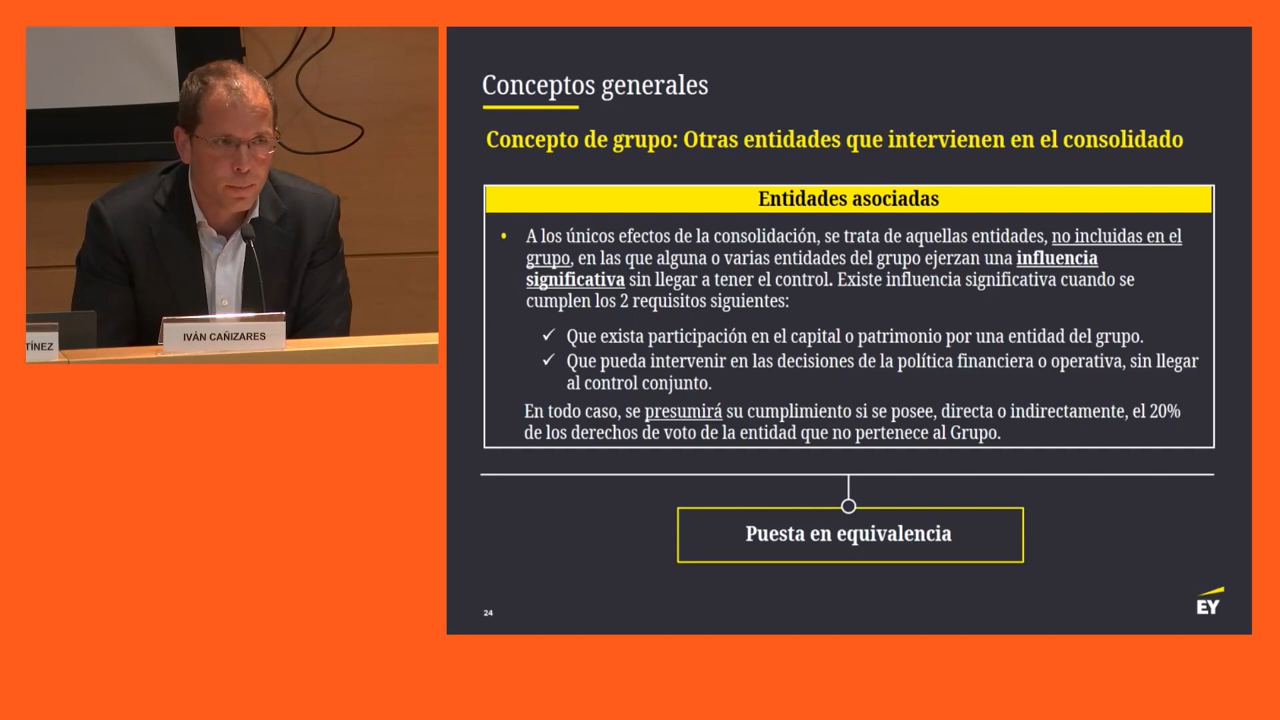 TÍNEZ
IVÁN CAÑIZARES
Conceptos generales
Concepto de grupo: Otras entidades que intervienen en el consolidado
Entidades asociadas
• A los únicos efectos de la consolidación, se trata de aquellas entidades, no incluidas en el
grupo, en las que alguna o varias entidades del grupo ejerzan una influencia
significativa sin llegar a tener el control. Existe influencia significativa cuando se
cumplen los 2 requisitos siguientes:
✓ Que exista participación en el capital o patrimonio por una entidad del grupo.
✓ Que pueda intervenir en las decisiones de la política financiera o operativa, sin llegar
al control conjunto.
En todo caso, se presumirá su cumplimiento si se posee, directa o indirectamente, el 20%
de los derechos de voto de la entidad que no pertenece al Grupo.
Puesta en equivalencia
24
EY